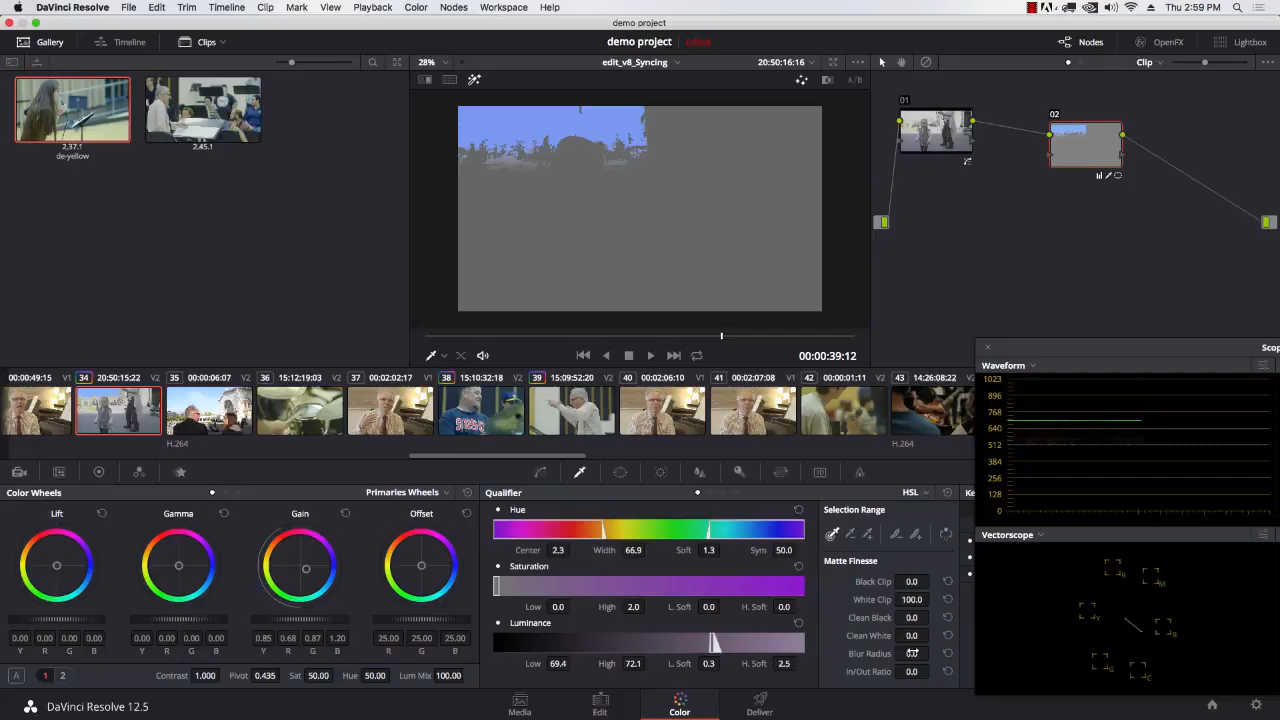 DaVinci Resolve File Edit Trim Timeline Clip Mark View Playback Color Nodes Workspace Help Thu 2:59 PM
demo project
Gallery Timeline Clips demo project Edited Nodes OpenFX Lightbox
28% edit_v8_Syncing 20:50:16:16 Clip
A/B
01
02
2.37.1 2.45.1
de-yellow
00:00:39:12
00:00:49:15 V1 34 20:50:15:22 V2 35 00:00:06:07 V2 36 15:12:19:03 V2 37 00:02:02:17 V1 38 15:10:32:18 V2 39 15:09:52:20 V2 40 00:02:06:10 V1 41 00:02:07:08 V1 42 00:00:01:11 V2 43 14:26:08:22 V2
H.264 H.264
Waveform
1023
896
768
640
512
384
256
128
0
Color Wheels Primaries Wheels
Lift Gamma Gain Offset
0.00 0.00 0.00 0.00 0.00 0.00 0.00 0.00 0.85 0.68 0.87 1.20 25.00 25.00 25.00
Y R G B Y R G B Y R G B R G B
A 1 2 Contrast 1.000 Pivot 0.435 Sat 50.00 Hue 50.00 Lum Mix 100.00
Qualifier HSL
Hue
Center 2.3 Width 66.9 Soft 1.3 Sym 50.0
Saturation
Low 0.0 High 2.0 L. Soft 0.0 H. Soft 0.0
Luminance
Low 69.4 High 72.1 L. Soft 0.3 H. Soft 2.5
Selection Range
Matte Finesse
Black Clip 0.0
White Clip 100.0
Clean Black 0.0
Clean White 0.0
Blur Radius
In/Out Ratio 0.0
Vectorscope
R
M
Y
B
G
C
DaVinci Resolve 12.5 Media Edit Color Deliver